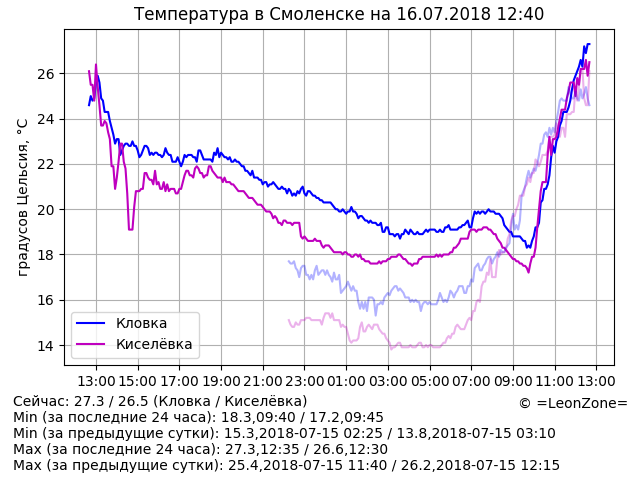 Температура в Смоленске на 16.07.2018 12:40
градусов Цельсия, °C
26
24
22
20
18
16
14
Кловка
Киселёвка
13:00 15:00 17:00 19:00 21:00 23:00 01:00 03:00 05:00 07:00 09:00 11:00 13:00
Сейчас: 27.3 / 26.5 (Кловка / Киселёвка)
© =LeonZone=
Min (за последние 24 часа): 18.3,09:40 / 17.2,09:45
Min (за предыдущие сутки): 15.3,2018-07-15 02:25 / 13.8,2018-07-15 03:10
Max (за последние 24 часа): 27.3,12:35 / 26.6,12:30
Max (за предыдущие сутки): 25.4,2018-07-15 11:40 / 26.2,2018-07-15 12:15